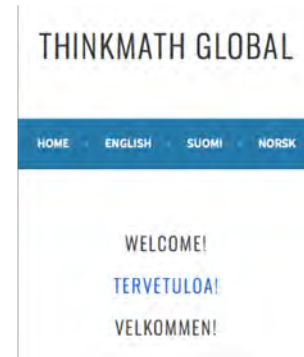 THINKMATH GLOBAL
HOME ENGLISH SUOMI NORSK
WELCOME!
TERVETULOA!
VELKOMMEN!